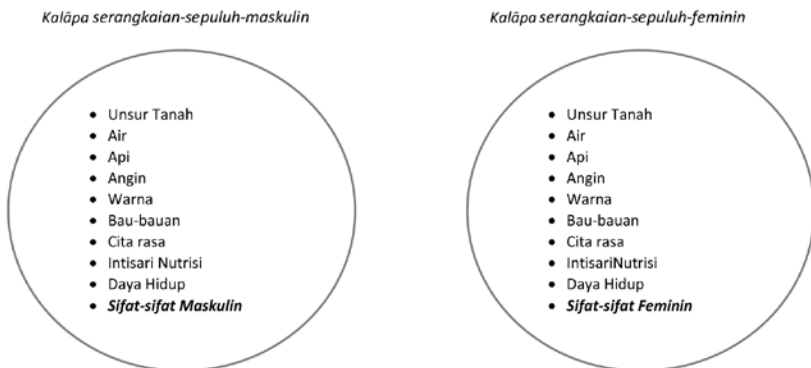 Kalāpa serangkaian-sepuluh-maskulin
• Unsur Tanah
• Air
• Api
• Angin
• Warna
• Bau-bauan
• Cita rasa
• Intisari Nutrisi
• Daya Hidup
• Sifat-sifat Maskulin
Kalāpa serangkaian-sepuluh-feminin
• Unsur Tanah
• Air
• Api
• Angin
• Warna
• Bau-bauan
• Cita rasa
• IntisariNutrisi
• Daya Hidup
• Sifat-sifat Feminin